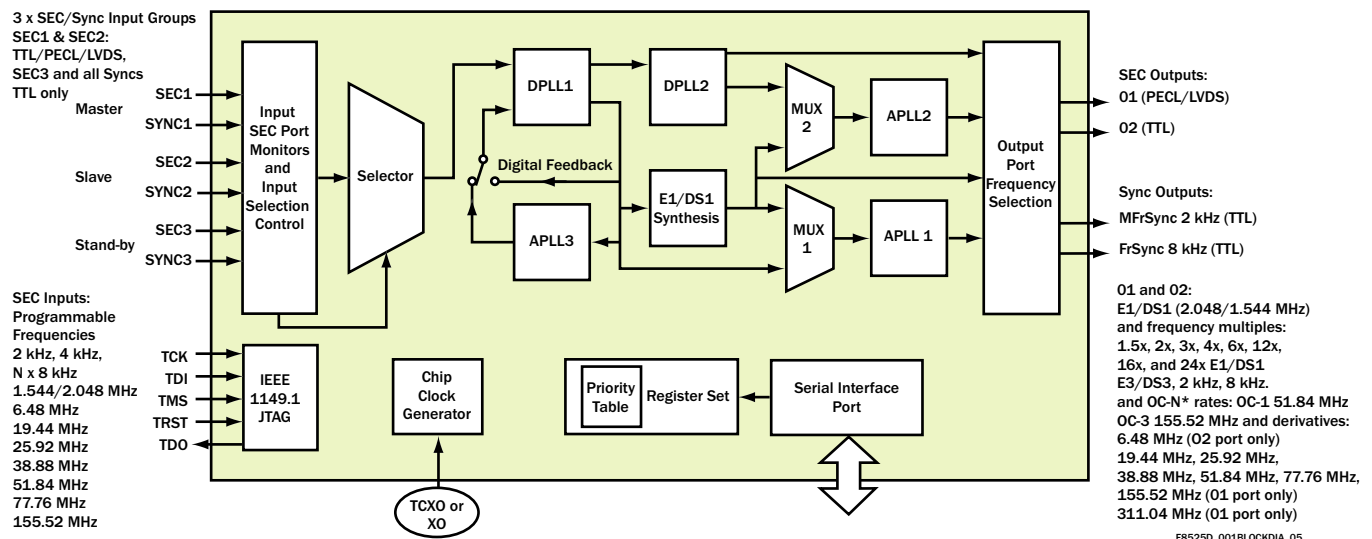 3 x SEC/Sync Input Groups
SEC1 & SEC2:
TTL/PECL/LVDS,
SEC3 and all Syncs
TTL only
Master
Slave
Stand-by
SEC1
SYNC1
SEC2
SYNC2
SEC3
SYNC3
Input
SEC Port
Monitors
and
Input
Selection
Control
Selector
DPLL1
DPLL2
Digital Feedback
APLL3
E1/DS1
Synthesis
MUX
2
MUX
1
APLL2
APLL 1
Output
Port
Frequency
Selection
SEC Outputs:
01 (PECL/LVDS)
02 (TTL)
Sync Outputs:
MFrSync 2 kHz (TTL)
FrSync 8 kHz (TTL)
SEC Inputs:
Programmable
Frequencies
2 kHz, 4 kHz,
N x 8 kHz
1.544/2.048 MHz
6.48 MHz
19.44 MHz
25.92 MHz
38.88 MHz
51.84 MHz
77.76 MHz
155.52 MHz
TCK
TDI
TMS
TRST
TDO
IEEE
1149.1
JTAG
Chip
Clock
Generator
TCXO or
XO
Priority
Table
Register Set
Serial Interface
Port
01 and 02:
E1/DS1 (2.048/1.544 MHz)
and frequency multiples:
1.5x, 2x, 3x, 4x, 6x, 12x,
16x, and 24x E1/DS1
E3/DS3, 2 kHz, 8 kHz.
and OC-N* rates: OC-1 51.84 MHz
OC-3 155.52 MHz and derivatives:
6.48 MHz (02 port only)
19.44 MHz, 25.92 MHz,
38.88 MHz, 51.84 MHz, 77.76 MHz,
155.52 MHz (01 port only)
311.04 MHz (01 port only)
F8525D_001BLOCKDIA_05